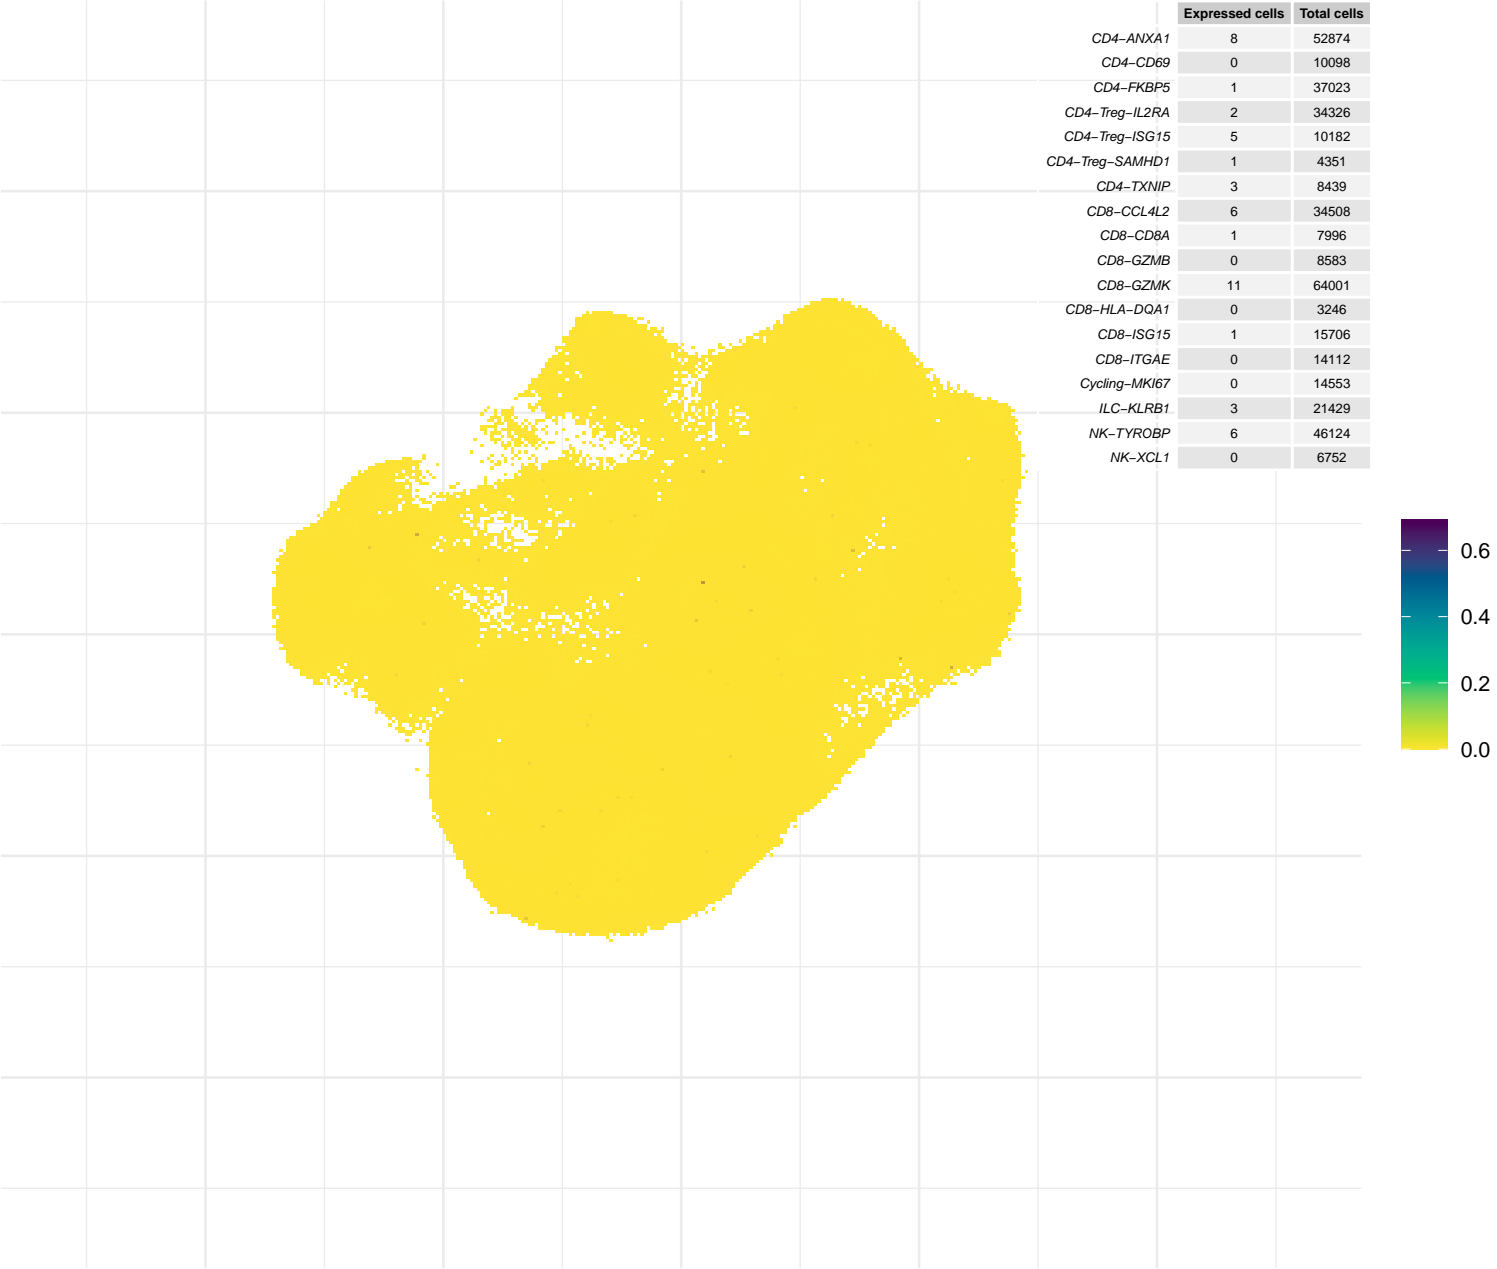 Expressed cells Total cells
CD4−ANXA1 8 52874
CD4−CD69 0 10098
CD4−FKBP5 1 37023
CD4−Treg−IL2RA 2 34326
CD4−Treg−ISG15 5 10182
CD4−Treg−SAMHD1 1 4351
CD4−TXNIP 3 8439
CD8−CCL4L2 6 34508
CD8−CD8A 1 7996
CD8−GZMB 0 8583
CD8−GZMK 11 64001
CD8−HLA−DQA1 0 3246
CD8−ISG15 1 15706
CD8−ITGAE 0 14112
Cycling−MKI67 0 14553
ILC−KLRB1 3 21429
NK−TYROBP 6 46124
NK−XCL1 0 6752
0.6
0.4
0.2
0.0